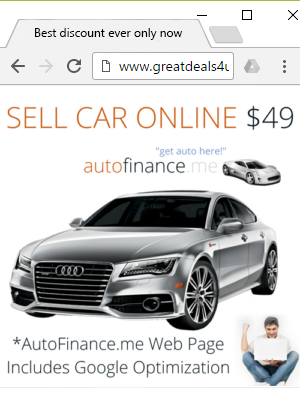 Best discount ever only now
www.greatdeals4u
SELL CAR ONLINE $49
"get auto here!"
autofinance.me
*AutoFinance.me Web Page
Includes Google Optimization